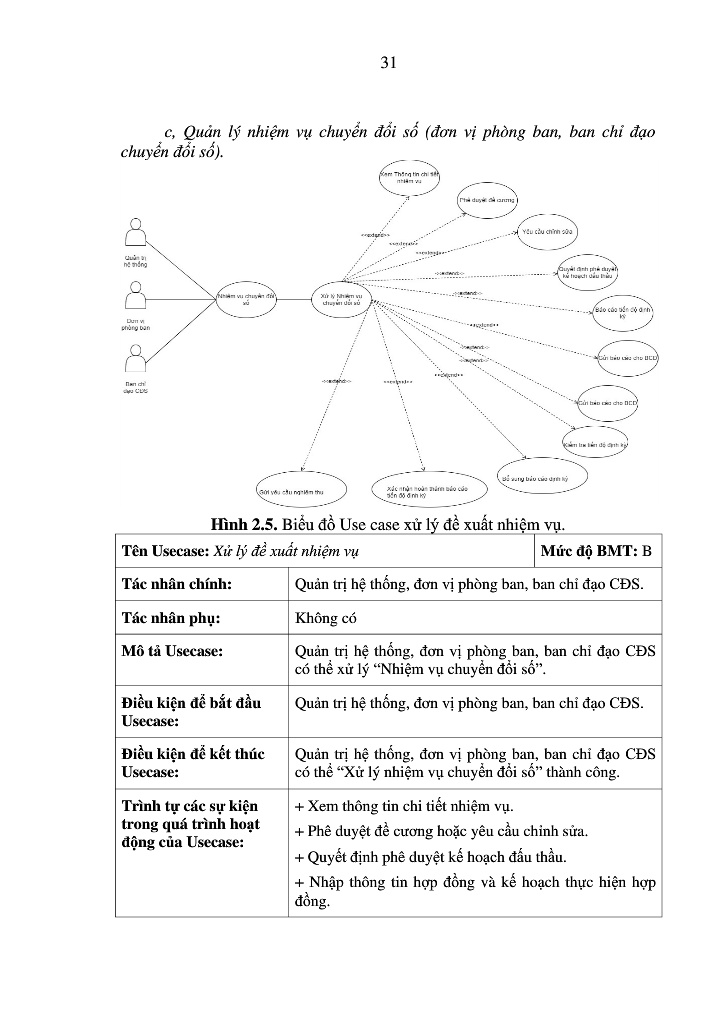 31
c, Quản lý nhiệm vụ chuyển đổi số (đơn vị phòng ban, ban chỉ đạo
chuyển đổi số).
Xem Thông tin chi tiết
nhiệm vụ
Phê duyệt đề cương
Yêu cầu chỉnh sửa
<<extend>>
<<extend>>
<<extend>>
Quản trị
hệ thống
Quyết định phê duyệt
kế hoạch đấu thầu
<<extend>>
Nhiệm vụ chuyển đổi
số
Xử lý Nhiệm vụ
chuyển đổi số
<<extend>>
Báo cáo tiến độ định
kỳ
Đơn vị
phòng ban
<<extend>>
<<extend>>
Gửi báo cáo cho BCĐ
<<extend>>
<<extend>>
Ban chỉ
đạo CĐS
<<extend>>
<<extend>>
Gửi báo cáo cho BCĐ
Kiểm tra tiến độ định kỳ
Bổ sung báo cáo định kỳ
Gửi yêu cầu nghiệm thu
Xác nhận hoàn thành báo cáo
tiến độ định kỳ
Hình 2.5. Biểu đồ Use case xử lý đề xuất nhiệm vụ.
Tên Usecase: Xử lý đề xuất nhiệm vụ
Mức độ BMT: B
Tác nhân chính:
Quản trị hệ thống, đơn vị phòng ban, ban chỉ đạo CĐS.
Tác nhân phụ:
Không có
Mô tả Usecase:
Quản trị hệ thống, đơn vị phòng ban, ban chỉ đạo CĐS
có thể xử lý “Nhiệm vụ chuyển đổi số”.
Điều kiện để bắt đầu
Usecase:
Quản trị hệ thống, đơn vị phòng ban, ban chỉ đạo CĐS.
Điều kiện để kết thúc
Usecase:
Quản trị hệ thống, đơn vị phòng ban, ban chỉ đạo CĐS
có thể “Xử lý nhiệm vụ chuyển đổi số” thành công.
Trình tự các sự kiện
trong quá trình hoạt
động của Usecase:
+ Xem thông tin chi tiết nhiệm vụ.
+ Phê duyệt đề cương hoặc yêu cầu chỉnh sửa.
+ Quyết định phê duyệt kế hoạch đấu thầu.
+ Nhập thông tin hợp đồng và kế hoạch thực hiện hợp
đồng.